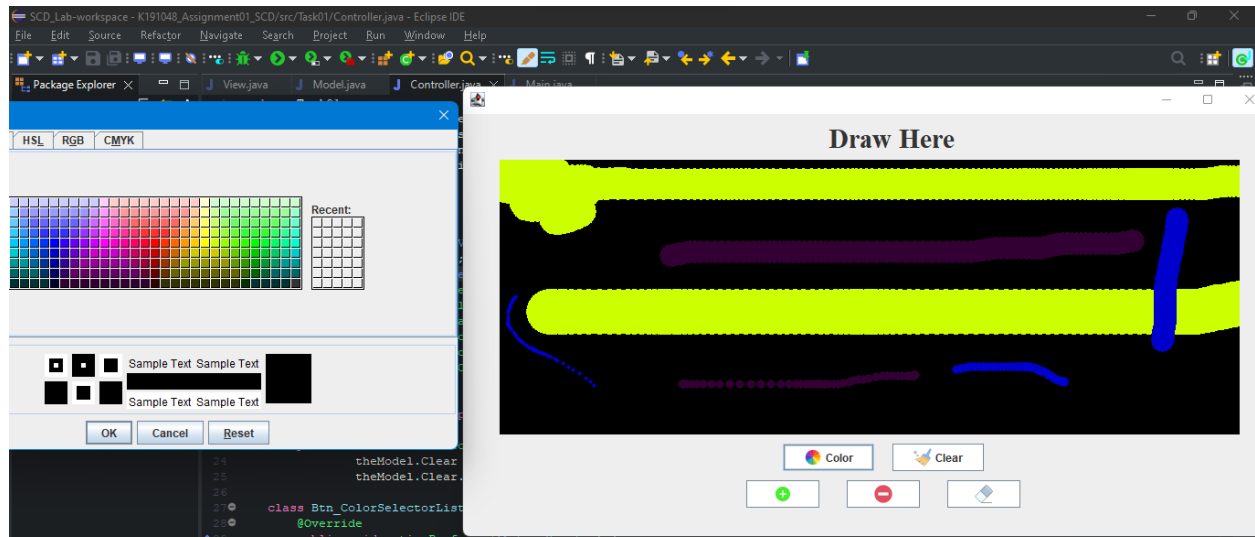 SCD_Lab-workspace - K191048_Assignment01_SCD/src/Task01/Controller.java - Eclipse IDE
File Edit Source Refactor Navigate Search Project Run Window Help
Package Explorer View.java Model.java Controller.java Main.java
HSL RGB CMYK
Recent:
Sample Text Sample Text
Sample Text Sample Text
OK Cancel Reset
24 theModel.Clear
25 theModel.Clear.
26
27 class Btn_ColorSelectorList
28 @Override
Draw Here
Color Clear